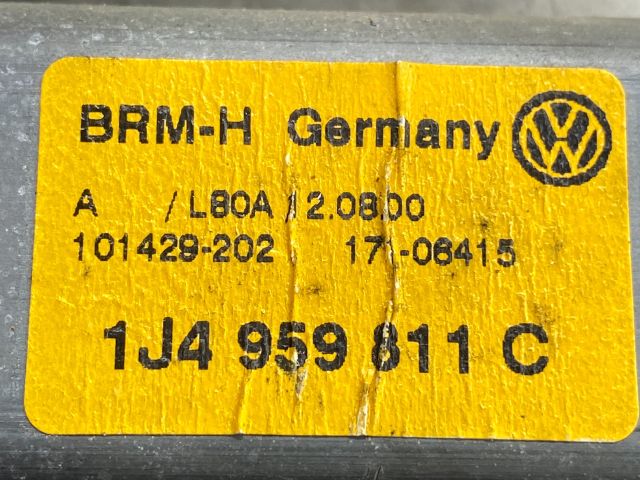 BRM-H Germany
A / L80A 12.08.00
101429-202 171-06415
1J4 959 811 C